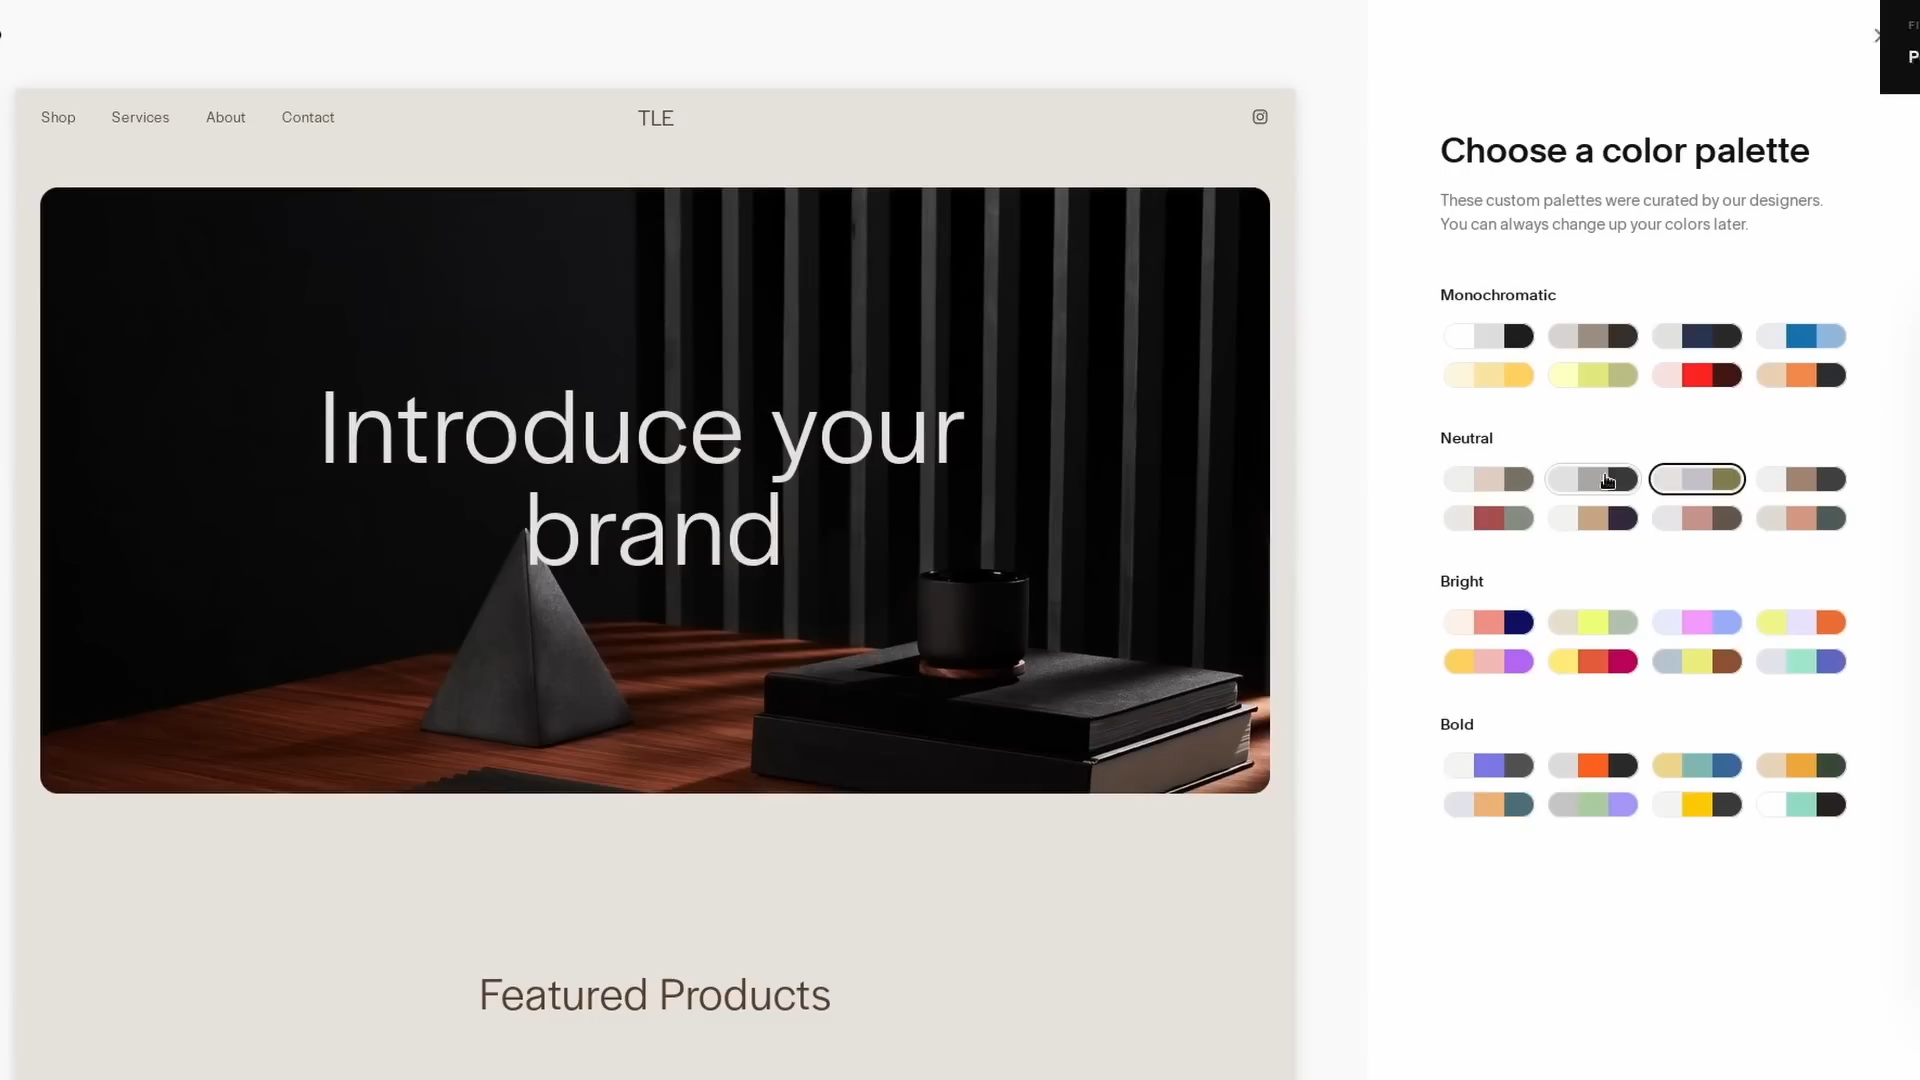 Shop Services About Contact TLE
Introduce your
brand
Featured Products
Choose a color palette
These custom palettes were curated by our designers.
You can always change up your colors later.
Monochromatic
Neutral
Bright
Bold